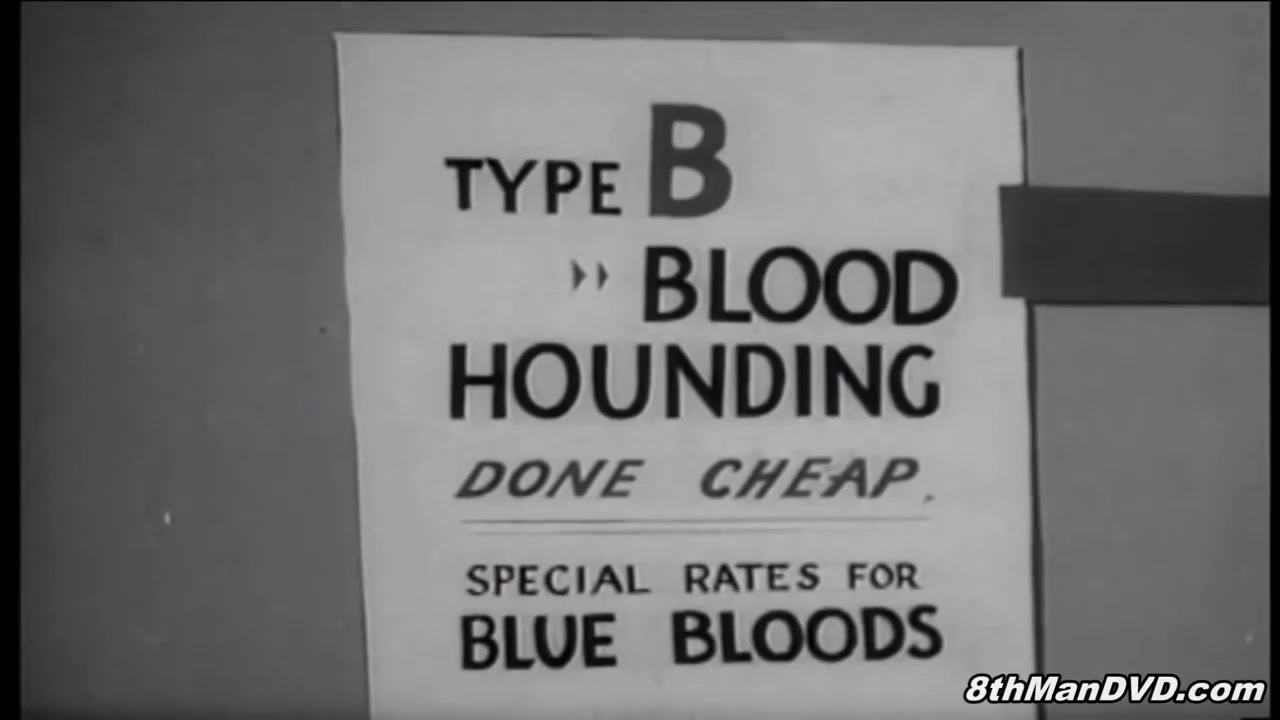 TYPE B
BLOOD
HOUNDING
DONE CHEAP.
SPECIAL RATES FOR
BLUE BLOODS
8thManDVD.com